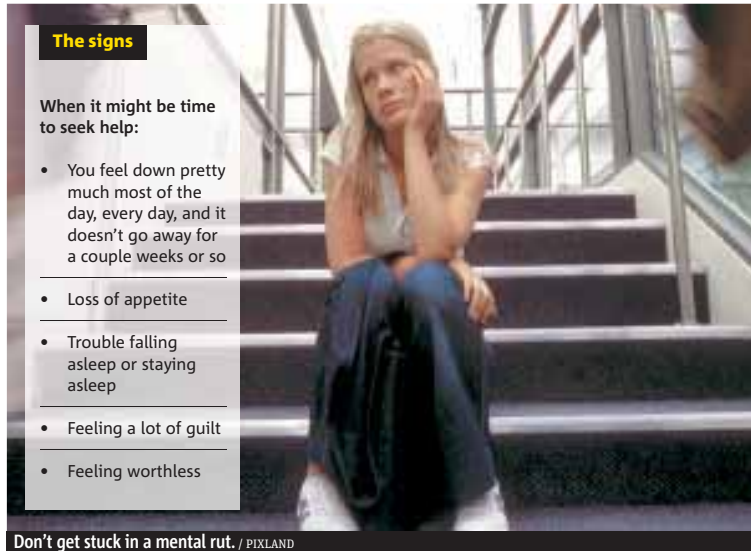 The signs
When it might be time
to seek help:
• You feel down pretty
much most of the
day, every day, and it
doesn't go away for
a couple weeks or so
• Loss of appetite
• Trouble falling
asleep or staying
asleep
• Feeling a lot of guilt
• Feeling worthless
Don't get stuck in a mental rut. / PIXLAND